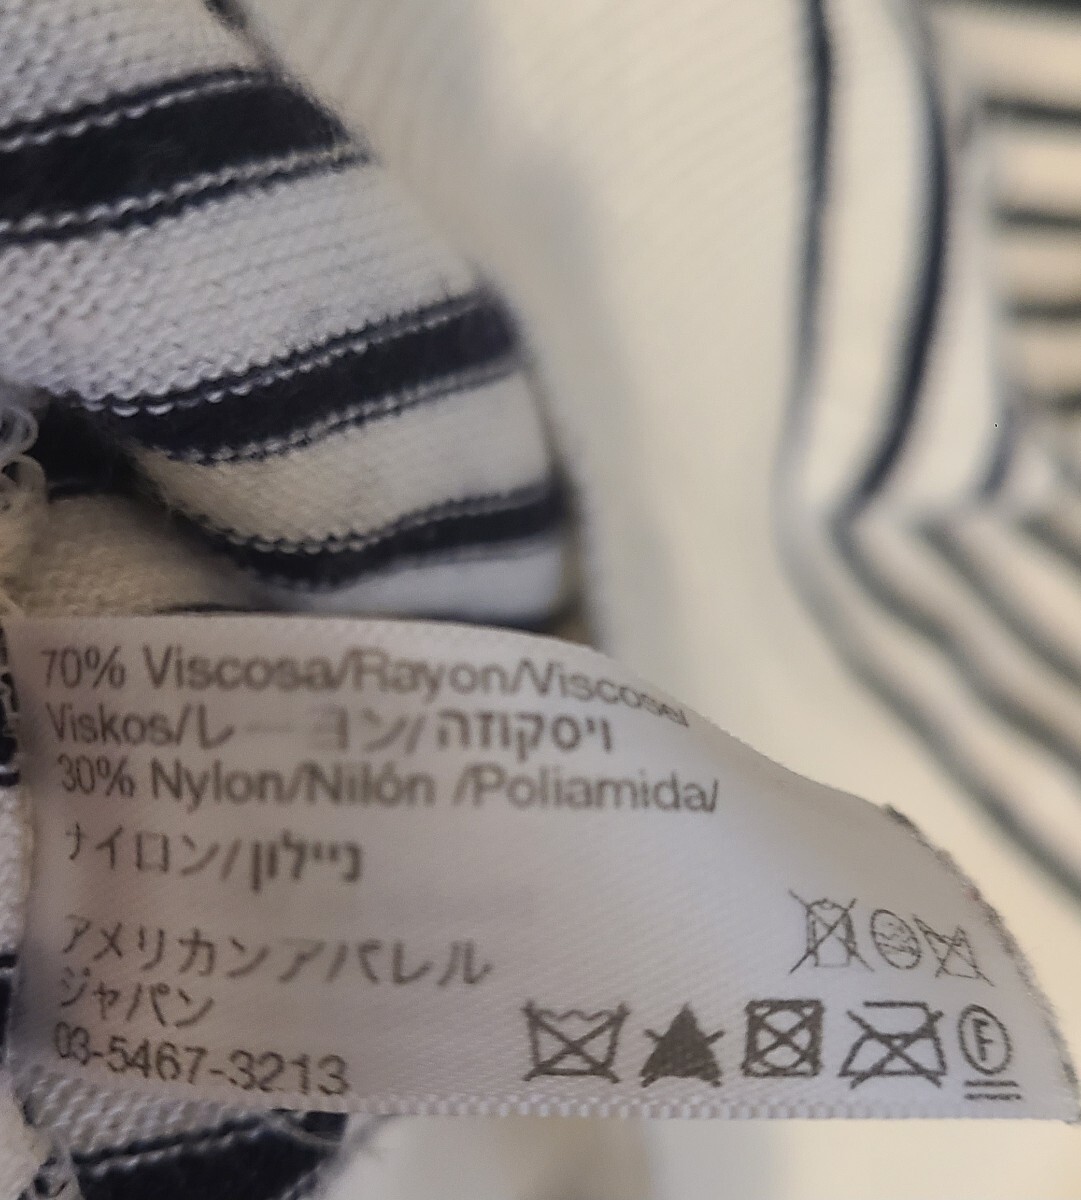 70% Viscosa/Rayon/Viscose/
Viskos/レーヨン/ויסקוזה
30% Nylon/Nilón /Poliamida/
ナイロン/ניילון
アメリカンアパレル
ジャパン
03-5467-3213
F